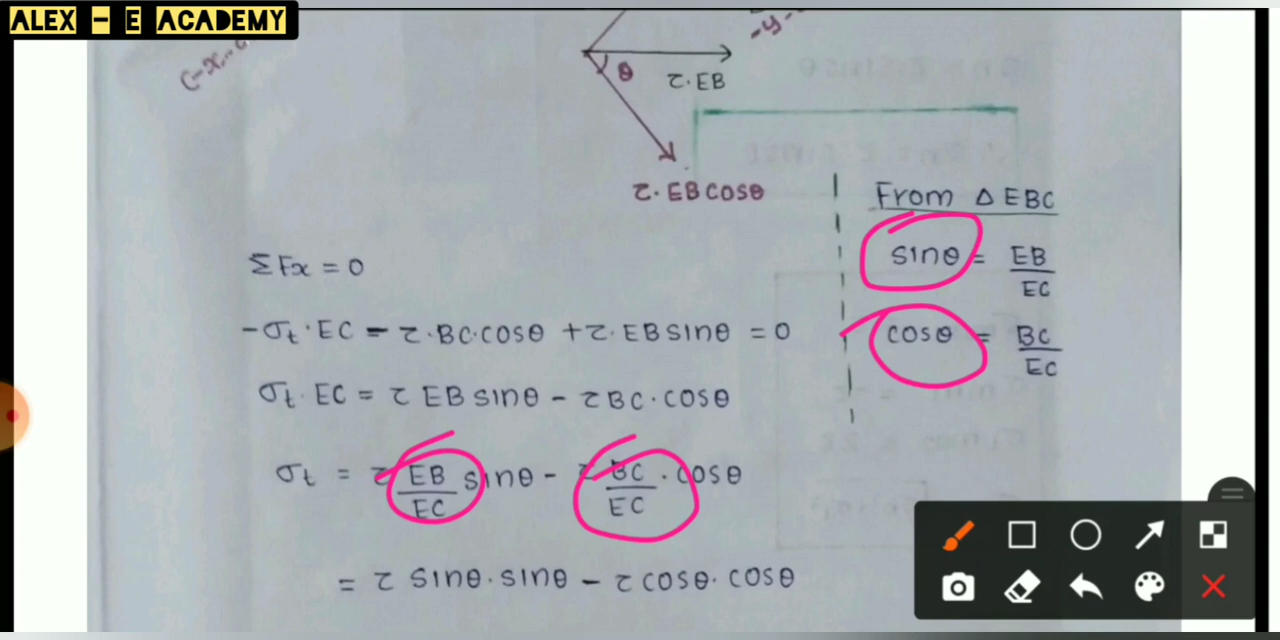 ALEX - E ACADEMY
θ
τ·EB
τ·EBcosθ
From Δ EBC
sinθ = EB/EC
cosθ = BC/EC
ΣFx = 0
-σt·EC - τ·BC·cosθ + τ·EBsinθ = 0
σt·EC = τ EBsinθ - τBC·cosθ
σt = τ EB/EC sinθ - τ BC/EC · cosθ
= τ sinθ·sinθ - τ cosθ·cosθ